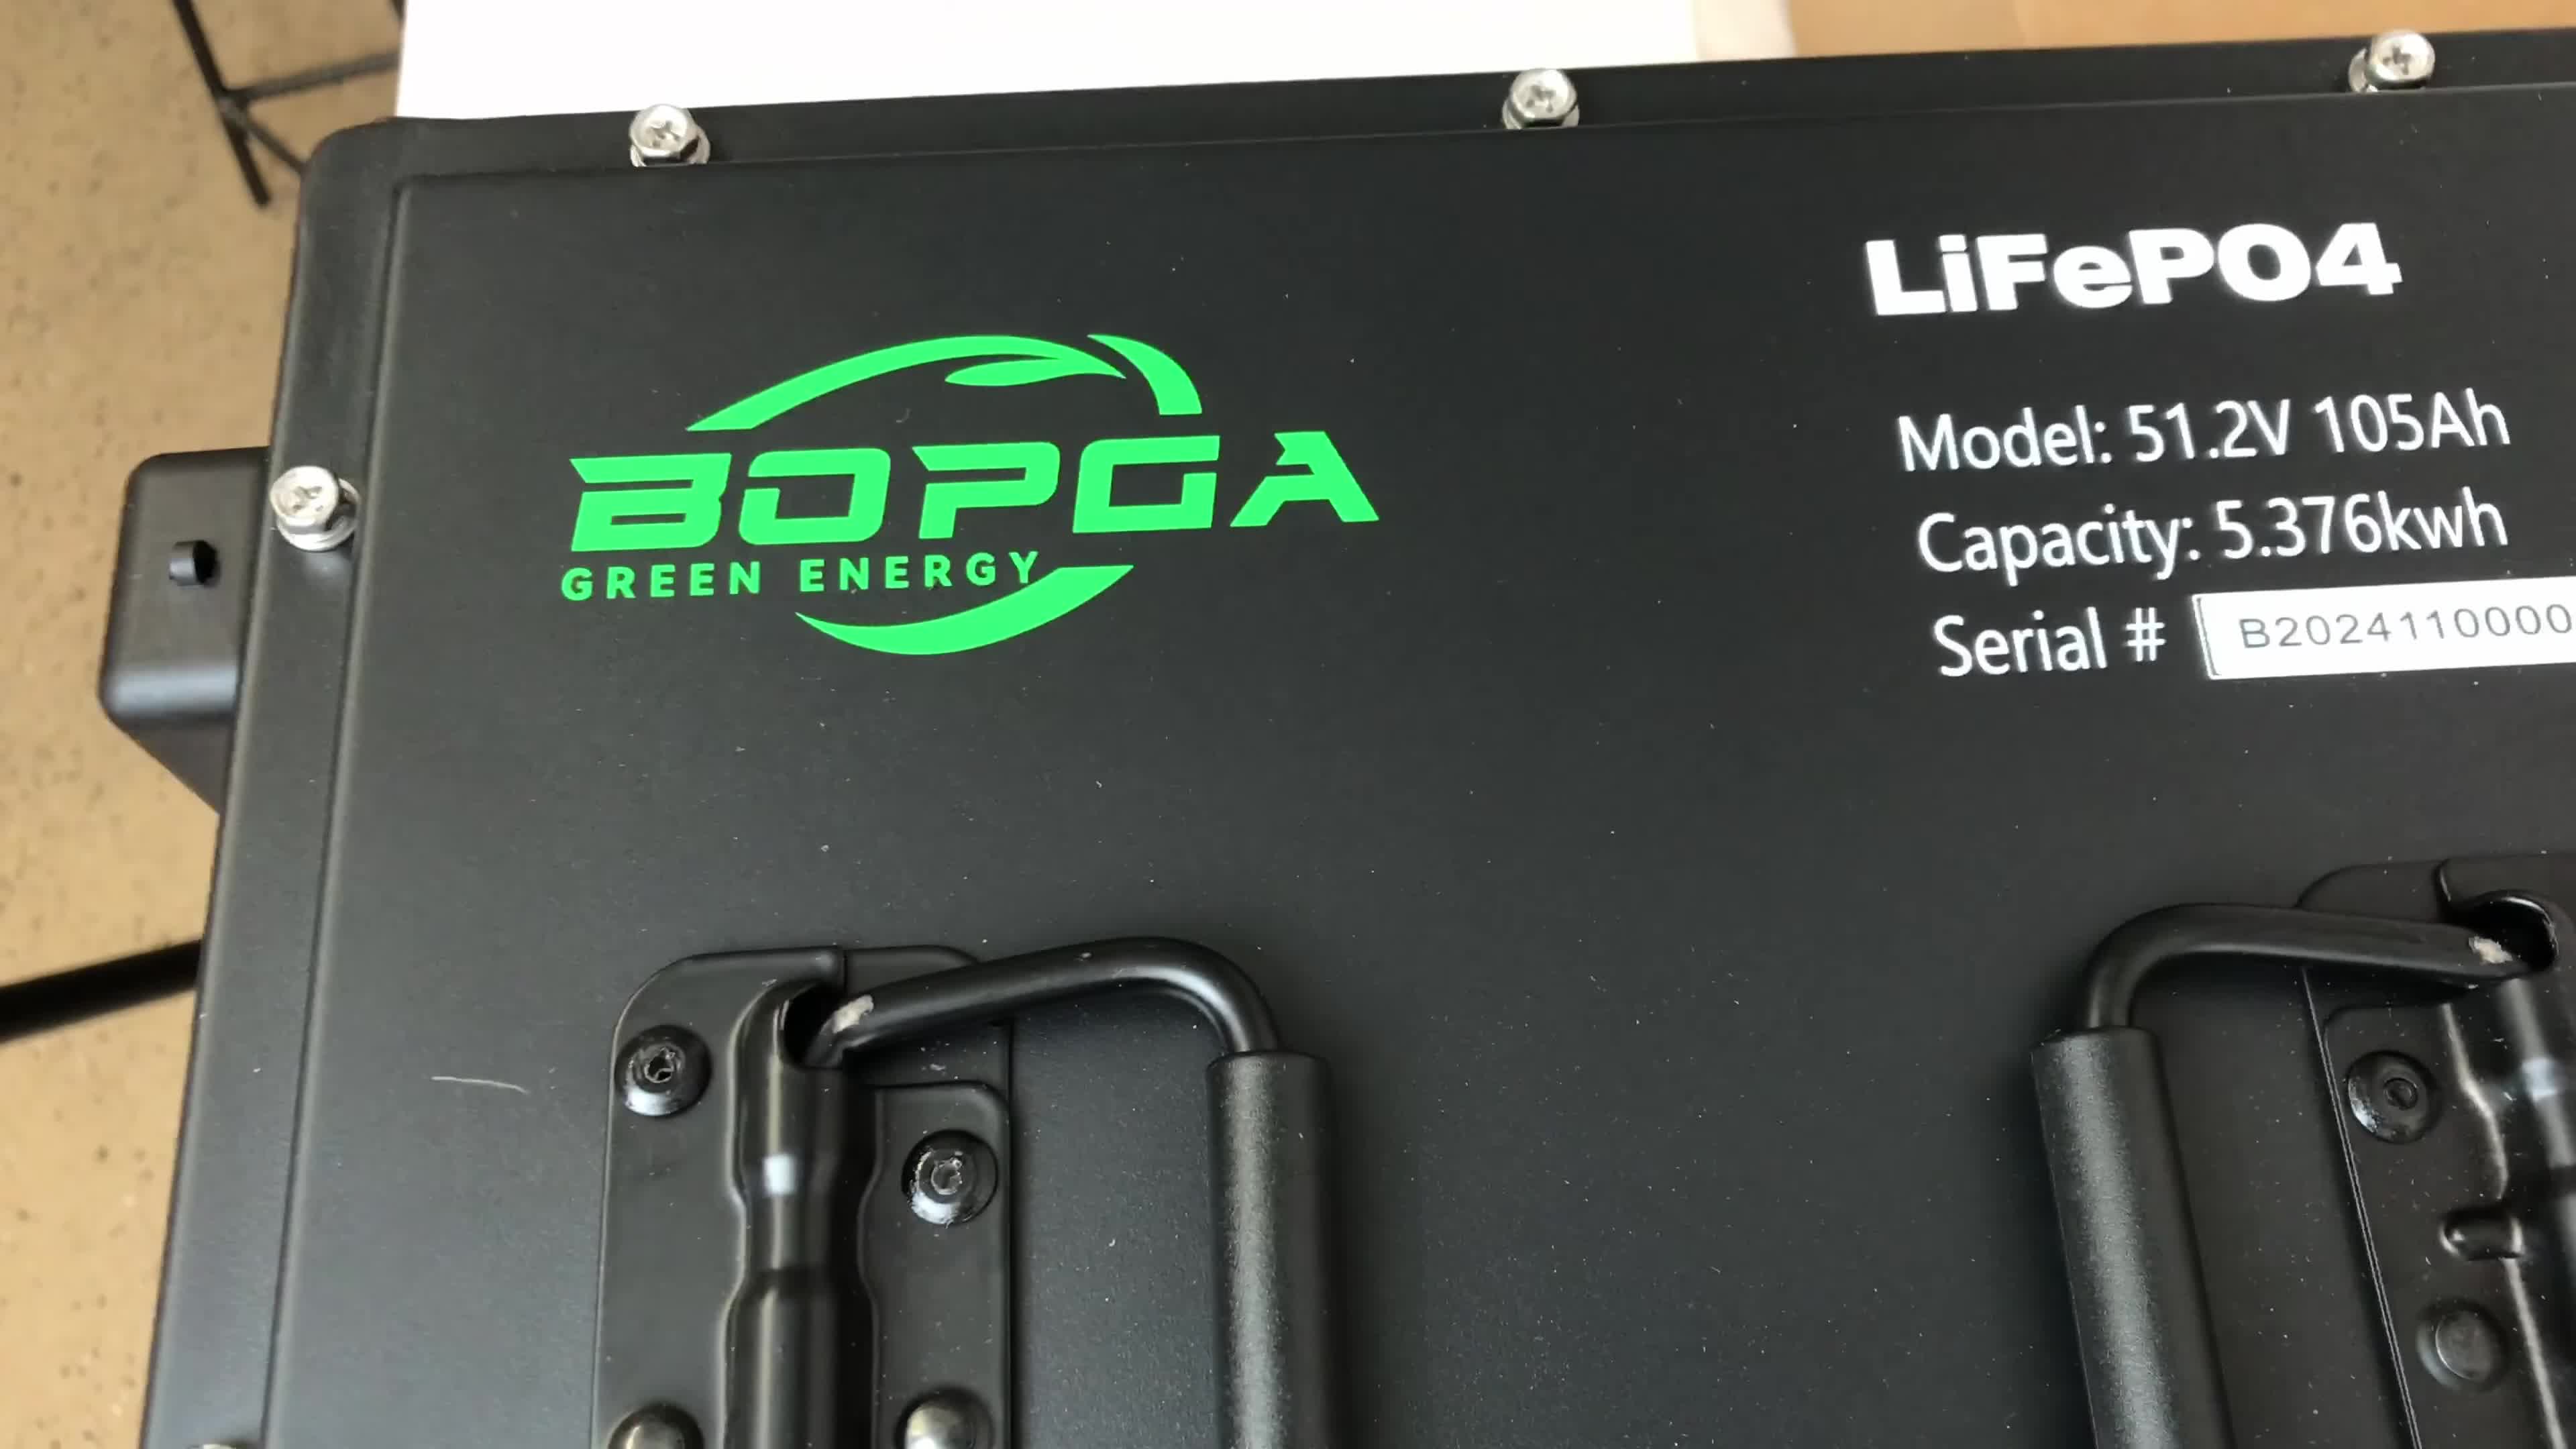 BOPGA
GREEN ENERGY
LiFePO4
Model: 51.2V 105Ah
Capacity: 5.376kwh
Serial # B2024110000